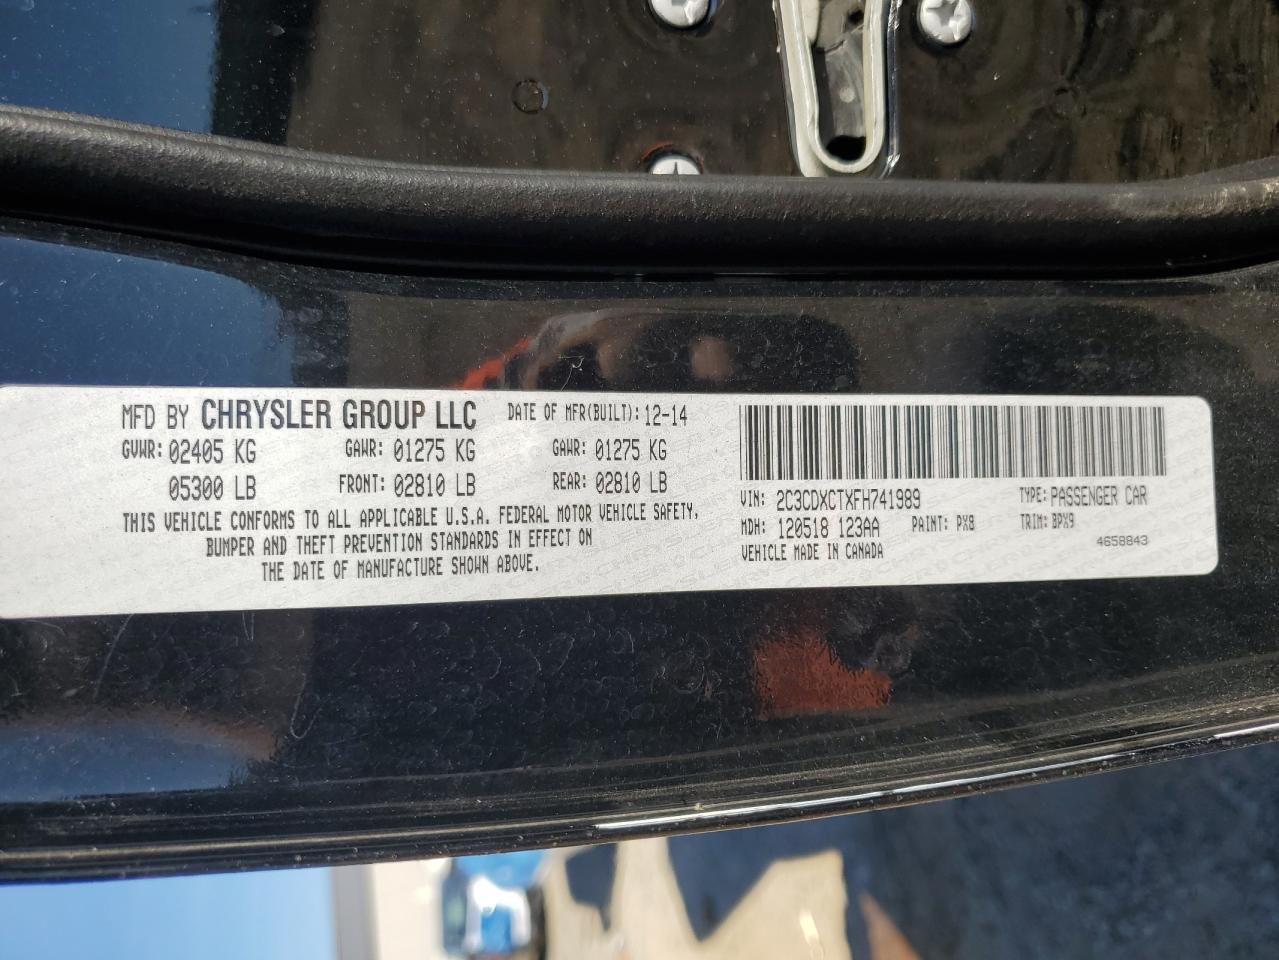 MFD BY CHRYSLER GROUP LLC DATE OF MFR(BUILT): 12-14
GVWR: 02405 KG GAWR: 01275 KG GAWR: 01275 KG
05300 LB FRONT: 02810 LB REAR: 02810 LB
THIS VEHICLE CONFORMS TO ALL APPLICABLE U.S.A. FEDERAL MOTOR VEHICLE SAFETY,
BUMPER AND THEFT PREVENTION STANDARDS IN EFFECT ON
THE DATE OF MANUFACTURE SHOWN ABOVE.
VIN: 2C3CDXCTXFH741989 TYPE: PASSENGER CAR
MDH: 120518 123AA PAINT: PX8 TRIM: BPX9
VEHICLE MADE IN CANADA 4658843